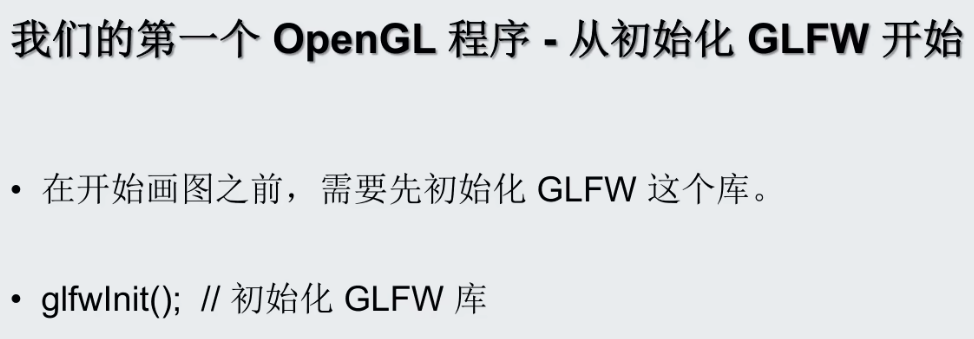 我们的第一个 OpenGL 程序 - 从初始化 GLFW 开始
• 在开始画图之前，需要先初始化 GLFW 这个库。
• glfwInit(); // 初始化 GLFW 库